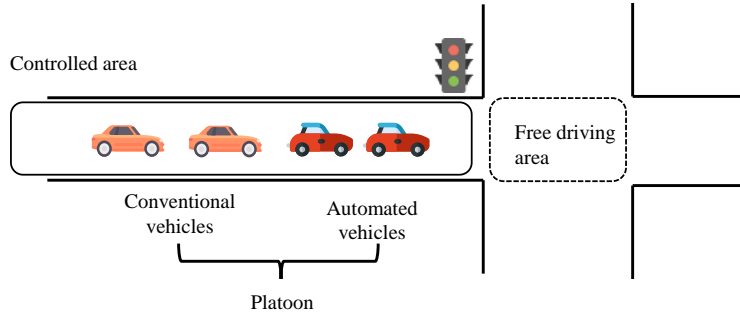 Controlled area
Free driving
area
Conventional
vehicles
Automated
vehicles
Platoon